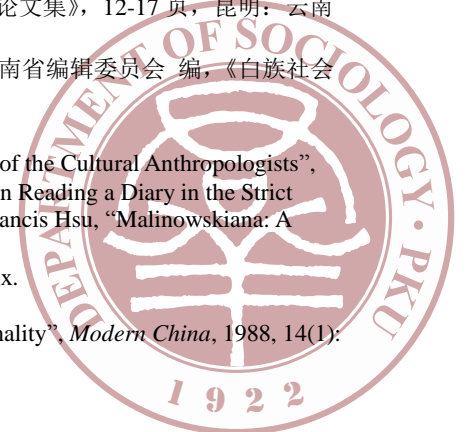 论文集》，12-17 页，昆明：云南
南省编辑委员会 编，《白族社会
of the Cultural Anthropologists”,
n Reading a Diary in the Strict
ancis Hsu, “Malinowskiana: A
x.
nality”, Modern China, 1988, 14(1):
DEPARTMENT OF SOCIOLOGY · PKU
1922